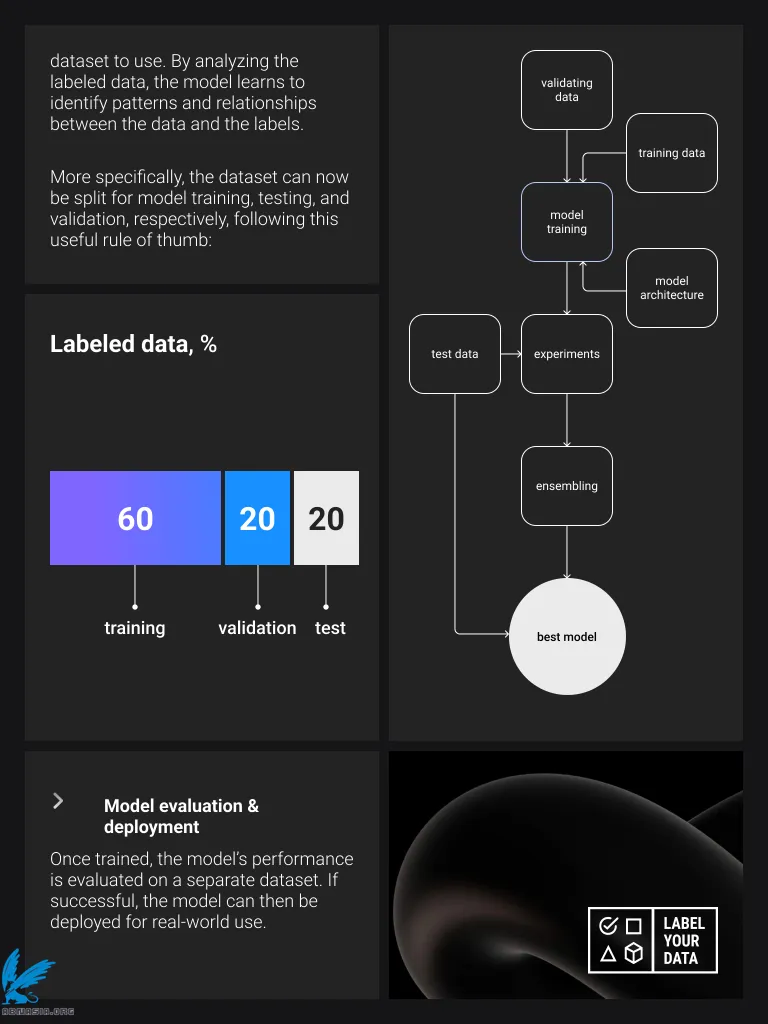 dataset to use. By analyzing the
labeled data, the model learns to
identify patterns and relationships
between the data and the labels.
More specifically, the dataset can now
be split for model training, testing, and
validation, respectively, following this
useful rule of thumb:
Labeled data, %
60
20
20
training
validation
test
validating
data
training data
model
training
model
architecture
test data
experiments
ensembling
best model
Model evaluation &
deployment
Once trained, the model's performance
is evaluated on a separate dataset. If
successful, the model can then be
deployed for real-world use.
LABEL
YOUR
DATA